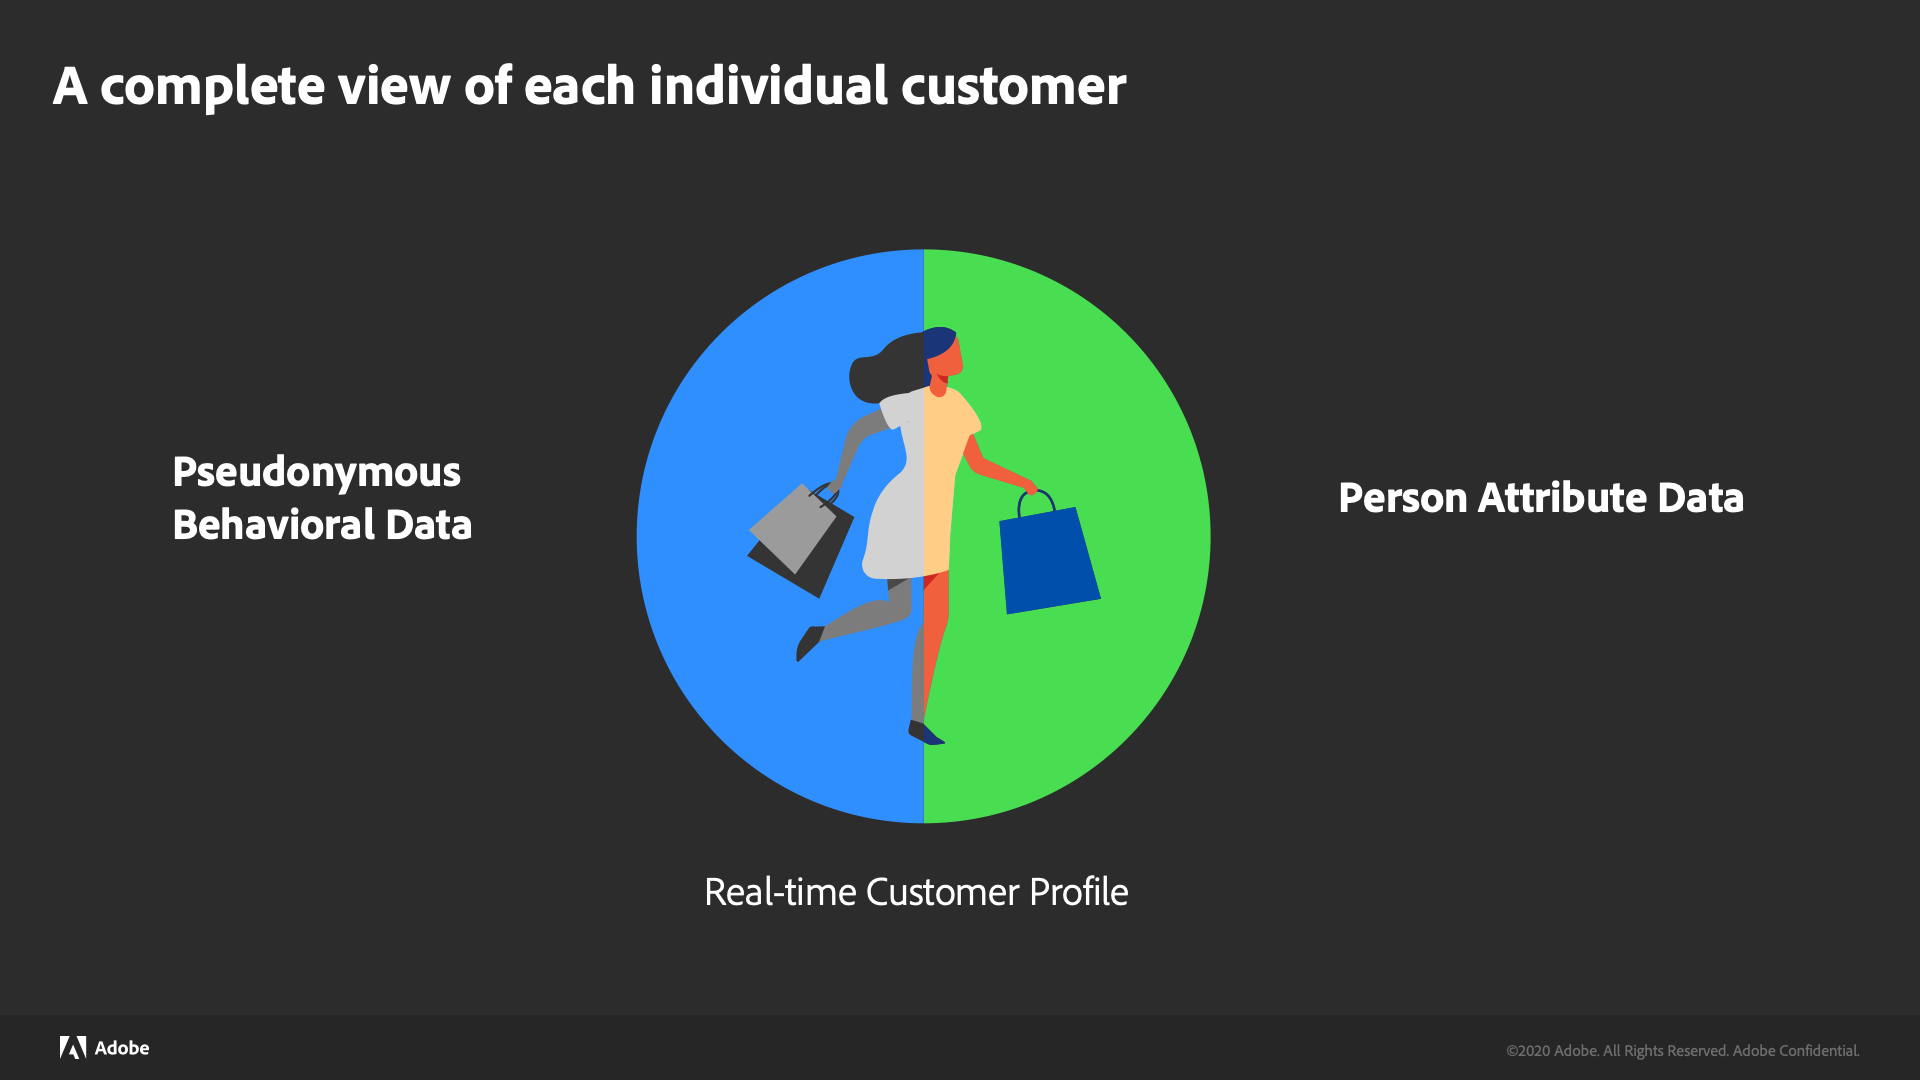 A complete view of each individual customer
Pseudonymous
Behavioral Data
Person Attribute Data
Real-time Customer Profile
Adobe
©2020 Adobe. All Rights Reserved. Adobe Confidential.